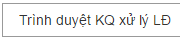 Trình duyệt KQ xử lý LĐ